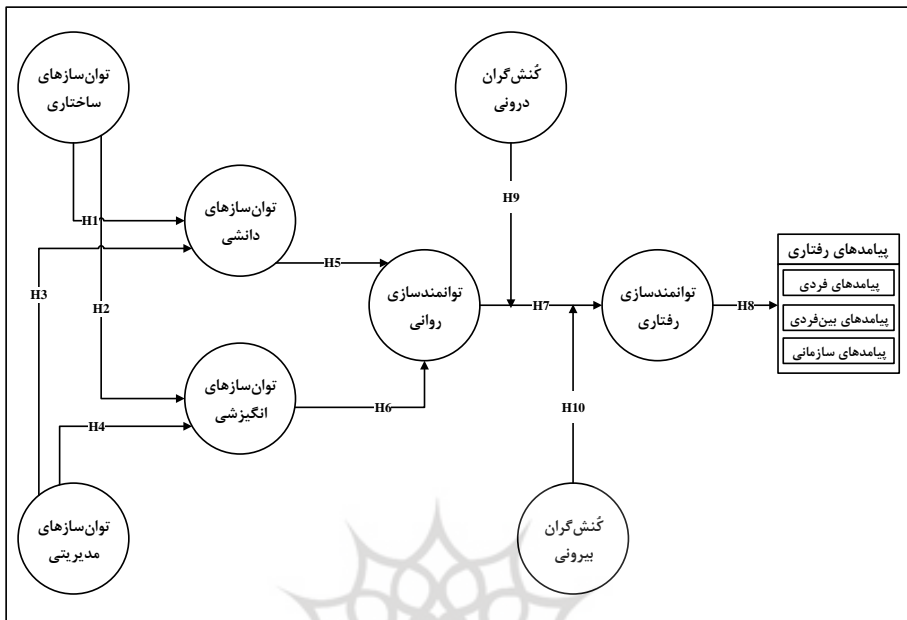 توان‌سازهای
ساختاری
کُنش‌گران
درونی
H9
توان‌سازهای
دانشی
H1
H3
H2
H5
توانمندسازی
روانی
H7
توانمندسازی
رفتاری
H8
پیامدهای رفتاری
پیامدهای فردی
پیامدهای بین‌فردی
پیامدهای سازمانی
توان‌سازهای
انگیزشی
H4
H6
H10
توان‌سازهای
مدیریتی
کُنش‌گران
بیرونی